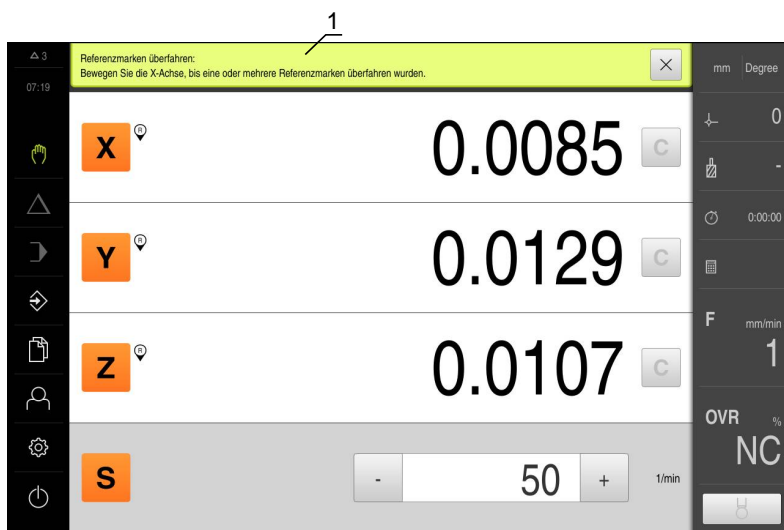 1
3
07:19
Referenzmarken überfahren:
Bewegen Sie die X-Achse, bis eine oder mehrere Referenzmarken überfahren wurden.
X R 0.0085 C
Y R 0.0129 C
Z R 0.0107 C
S - 50 + 1/min
mm Degree
0
-
0:00:00
F mm/min
1
OVR %
NC